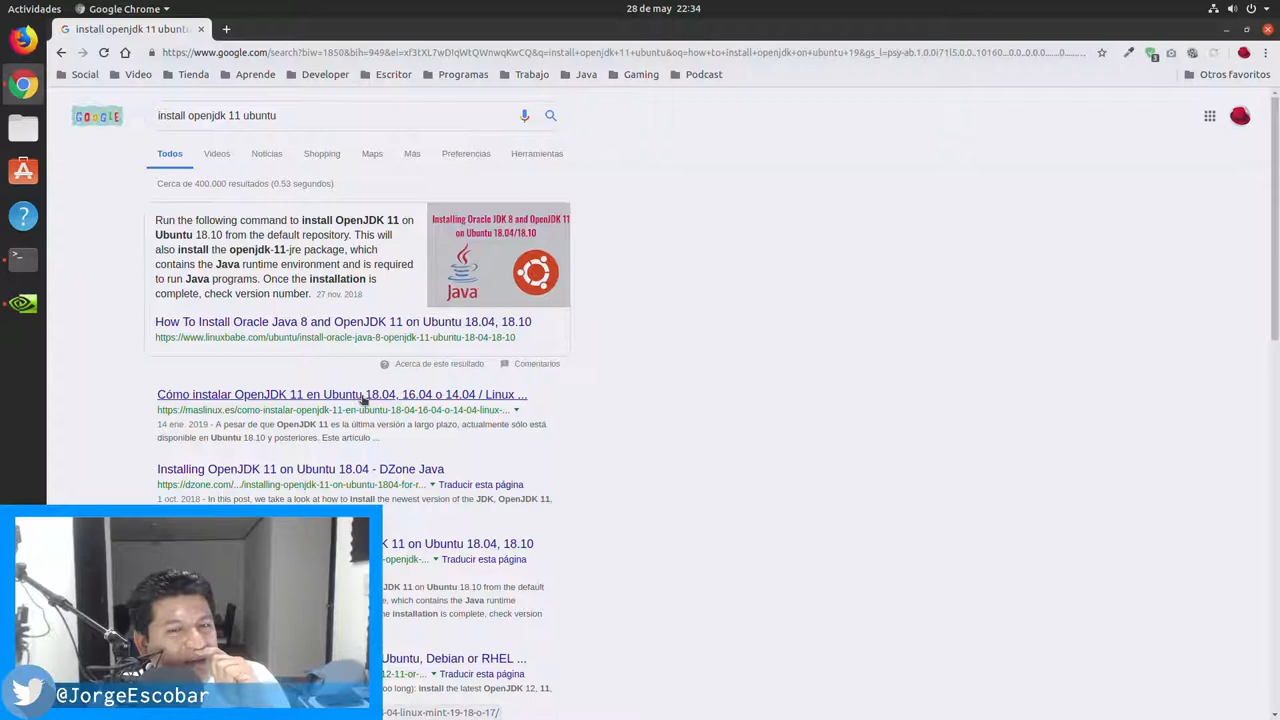 Actividades
Google Chrome
28 de may 22:34
install openjdk 11 ubuntu
https://www.google.com/search?biw=1850&bih=949&ei=
&q=install+openjdk+11+ubuntu&oq=how+to+install+openjdk+on+ubuntu+19&gs_l=psy-ab.1.0.0i71l5.0.0..10160...0.0..0.0.0.......0...
Social
Video
Tienda
Aprende
Developer
Escritor
Programas
Trabajo
Java
Gaming
Podcast
Otros favoritos
GOOGLE
install openjdk 11 ubuntu
Todos
Videos
Noticias
Shopping
Maps
Más
Preferencias
Herramientas
Cerca de 400.000 resultados (0.53 segundos)
Run the following command to install OpenJDK 11 on
Ubuntu 18.10 from the default repository. This will
also install the openjdk-11-jre package, which
contains the Java runtime environment and is required
to run Java programs. Once the installation is
complete, check version number. 27 nov. 2018
Installing Oracle JDK 8 and OpenJDK 11
on Ubuntu 18.04/18.10
Java
How To Install Oracle Java 8 and OpenJDK 11 on Ubuntu 18.04, 18.10
https://www.linuxbabe.com/ubuntu/install-oracle-java-8-openjdk-11-ubuntu-18-04-18-10
Acerca de este resultado
Comentarios
Cómo instalar OpenJDK 11 en Ubuntu 18.04, 16.04 o 14.04 / Linux ...
https://maslinux.es/como-instalar-openjdk-11-en-ubuntu-18-04-16-04-o-14-04-linux-...
14 ene. 2019 - A pesar de que OpenJDK 11 es la última versión a largo plazo, actualmente sólo está
disponible en Ubuntu 18.10 y posteriores. Este artículo ...
Installing OpenJDK 11 on Ubuntu 18.04 - DZone Java
https://dzone.com/.../installing-openjdk-11-on-ubuntu-1804-for-r...
Traducir esta página
1 oct. 2018 - In this post, we take a look at how to install the newest version of the JDK, OpenJDK 11,
K 11 on Ubuntu 18.04, 18.10
-openjdk-...
Traducir esta página
DK 11 on Ubuntu 18.10 from the default
, which contains the Java runtime
installation is complete, check version
Ubuntu, Debian or RHEL ...
12-11-or-...
Traducir esta página
oo long): install the latest OpenJDK 12, 11,
-04-linux-mint-19-18-o-17/
@JorgeEscobar